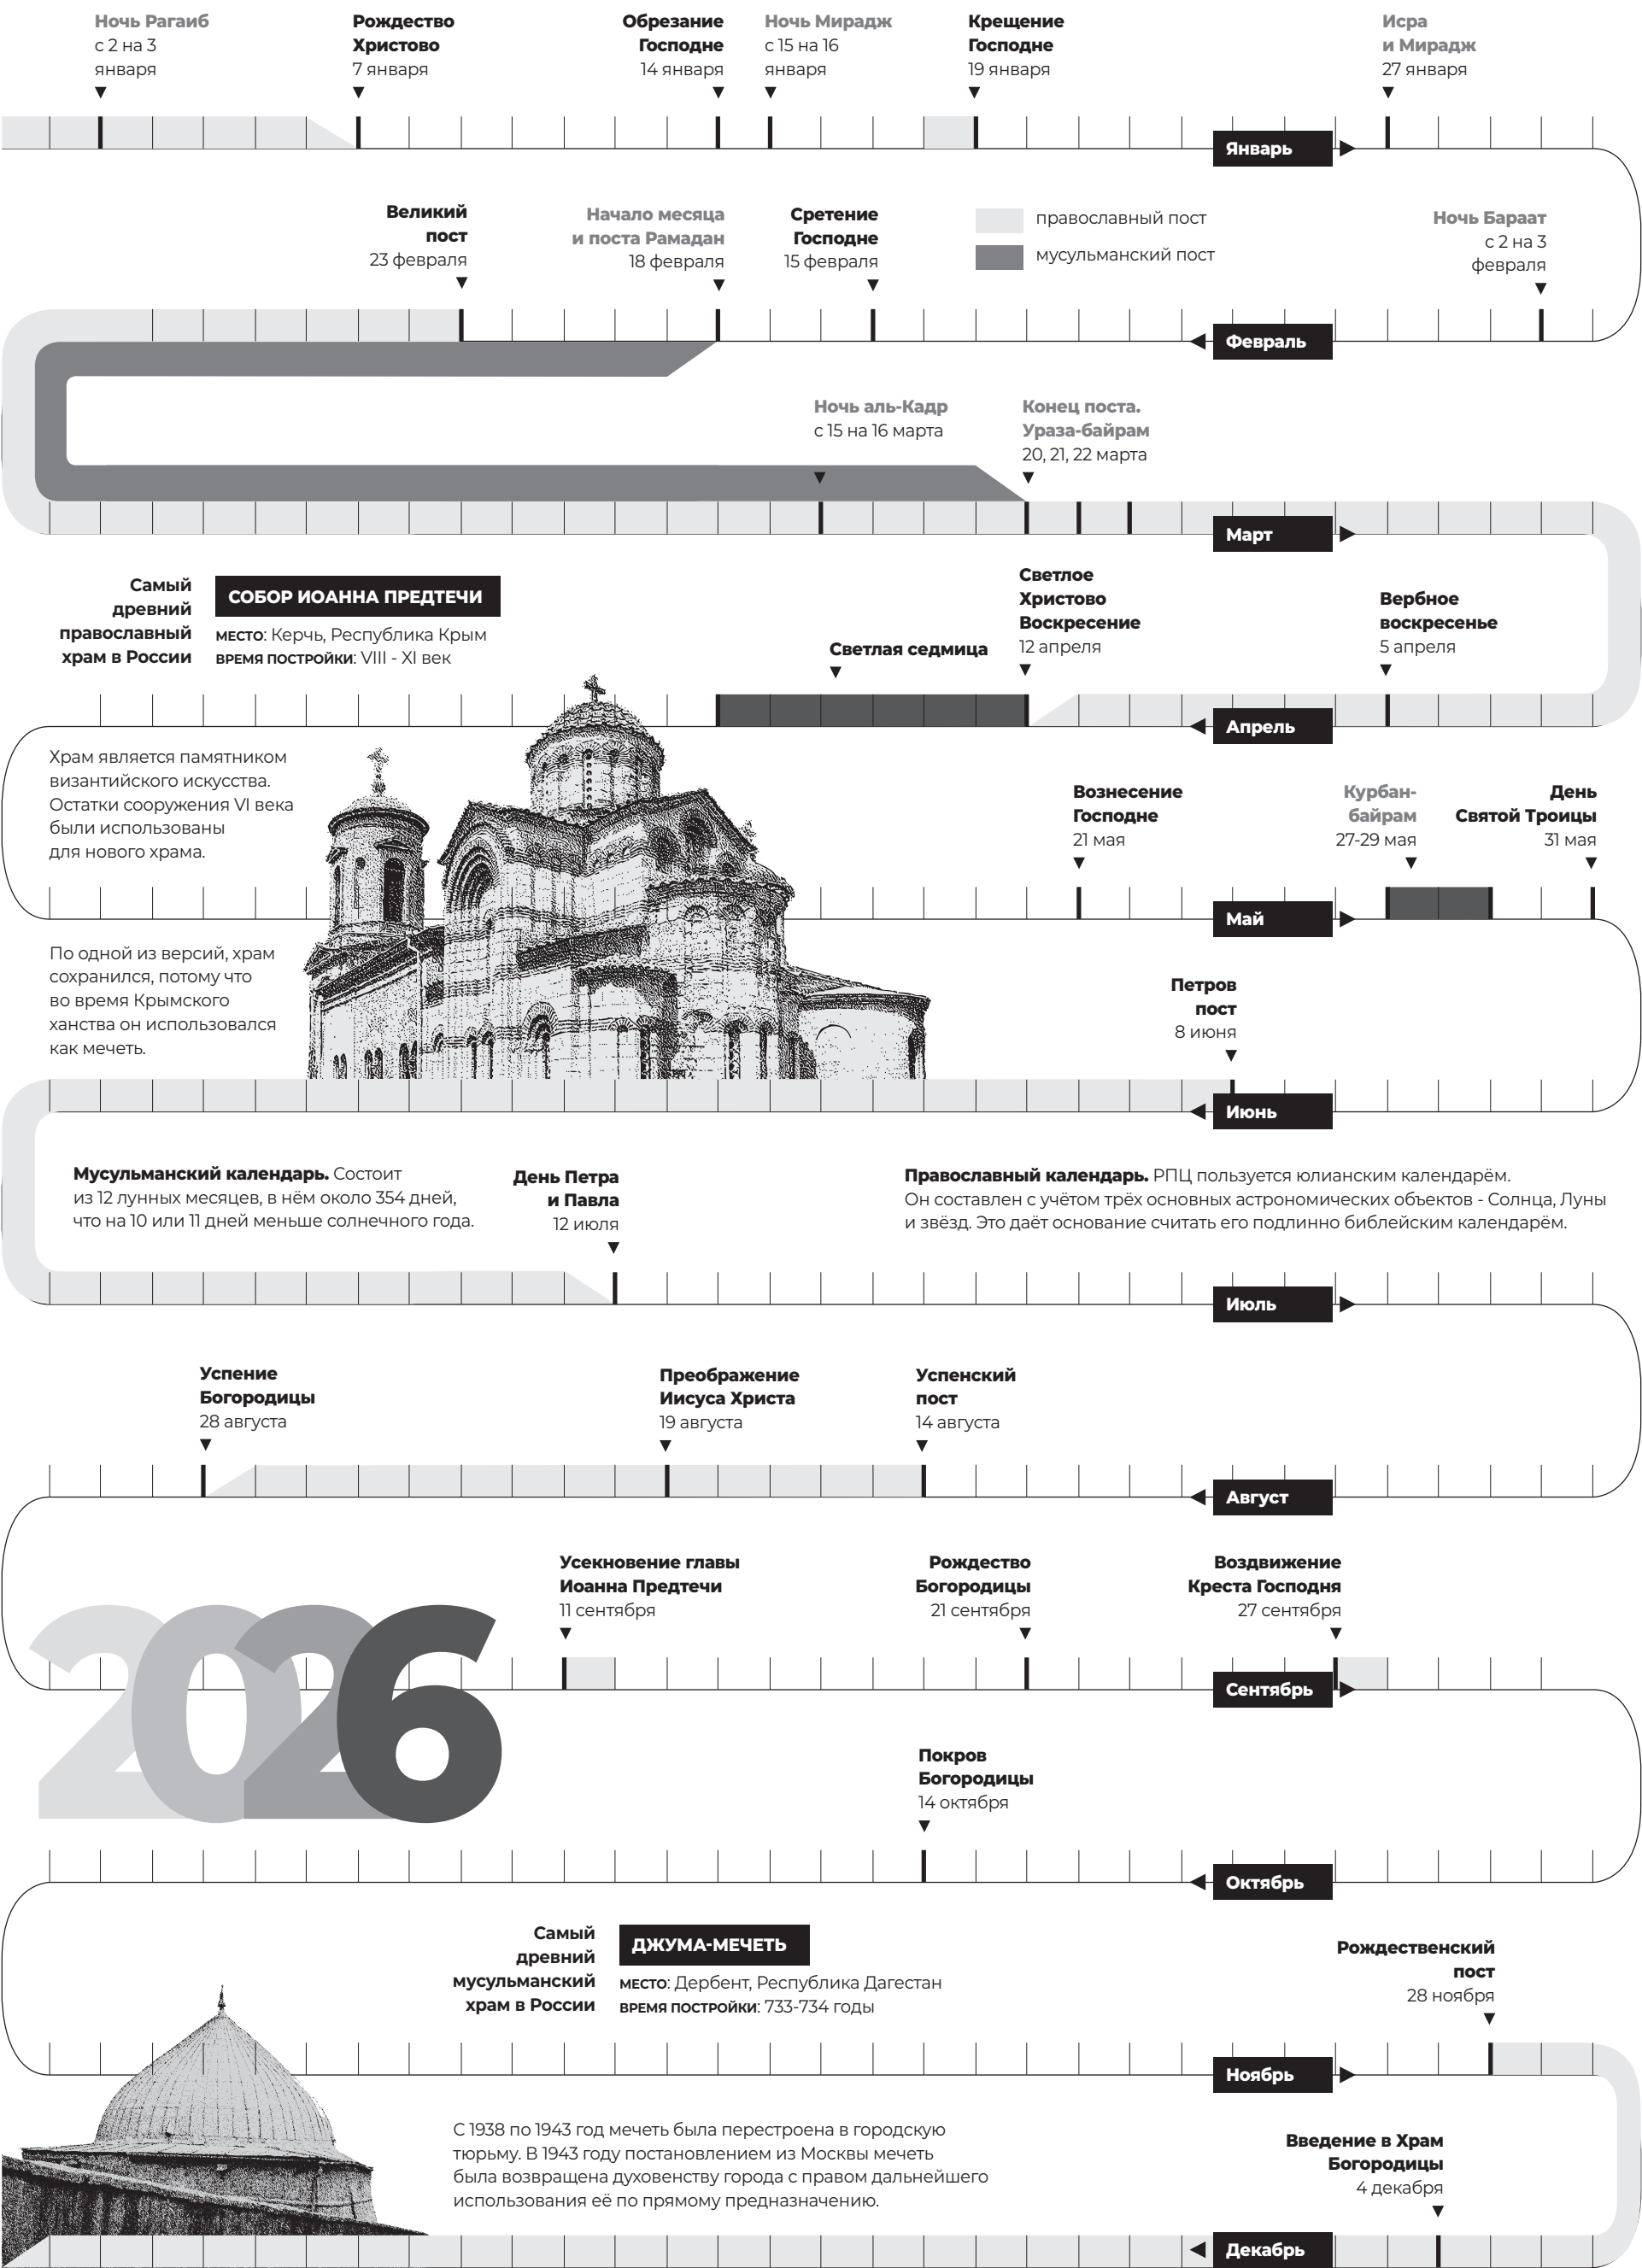 Ночь Рагаиб
с 2 на 3
января
Рождество
Христово
7 января
Обрезание
Господне
14 января
Ночь Мирадж
с 15 на 16
января
Крещение
Господне
19 января
Исра
и Мирадж
27 января
Январь
Великий
пост
23 февраля
Начало месяца
и поста Рамадан
18 февраля
Сретение
Господне
15 февраля
православный пост
мусульманский пост
Ночь Бараат
с 2 на 3
февраля
Февраль
Ночь аль-Кадр
с 15 на 16 марта
Конец поста.
Ураза-байрам
20, 21, 22 марта
Март
Самый
древний
православный
храм в России
СОБОР ИОАННА ПРЕДТЕЧИ
МЕСТО: Керчь, Республика Крым
ВРЕМЯ ПОСТРОЙКИ: VIII - XI век
Светлая седмица
Светлое
Христово
Воскресение
12 апреля
Вербное
воскресенье
5 апреля
Апрель
Храм является памятником
византийского искусства.
Остатки сооружения VI века
были использованы
для нового храма.
Вознесение
Господне
21 мая
Курбан-
байрам
27-29 мая
День
Святой Троицы
31 мая
Май
По одной из версий, храм
сохранился, потому что
во время Крымского
ханства он использовался
как мечеть.
Петров
пост
8 июня
Июнь
Мусульманский календарь. Состоит
из 12 лунных месяцев, в нём около 354 дней,
что на 10 или 11 дней меньше солнечного года.
День Петра
и Павла
12 июля
Православный календарь. РПЦ пользуется юлианским календарём.
Он составлен с учётом трёх основных астрономических объектов - Солнца, Луны
и звёзд. Это даёт основание считать его подлинно библейским календарём.
Июль
Успение
Богородицы
28 августа
Преображение
Иисуса Христа
19 августа
Успенский
пост
14 августа
Август
Усекновение главы
Иоанна Предтечи
11 сентября
Рождество
Богородицы
21 сентября
Воздвижение
Креста Господня
27 сентября
Сентябрь
2026
Покров
Богородицы
14 октября
Октябрь
Самый
древний
мусульманский
храм в России
ДЖУМА-МЕЧЕТЬ
МЕСТО: Дербент, Республика Дагестан
ВРЕМЯ ПОСТРОЙКИ: 733-734 годы
Рождественский
пост
28 ноября
Ноябрь
С 1938 по 1943 год мечеть была перестроена в городскую
тюрьму. В 1943 году постановлением из Москвы мечеть
была возвращена духовенству города с правом дальнейшего
использования её по прямому предназначению.
Введение в Храм
Богородицы
4 декабря
Декабрь